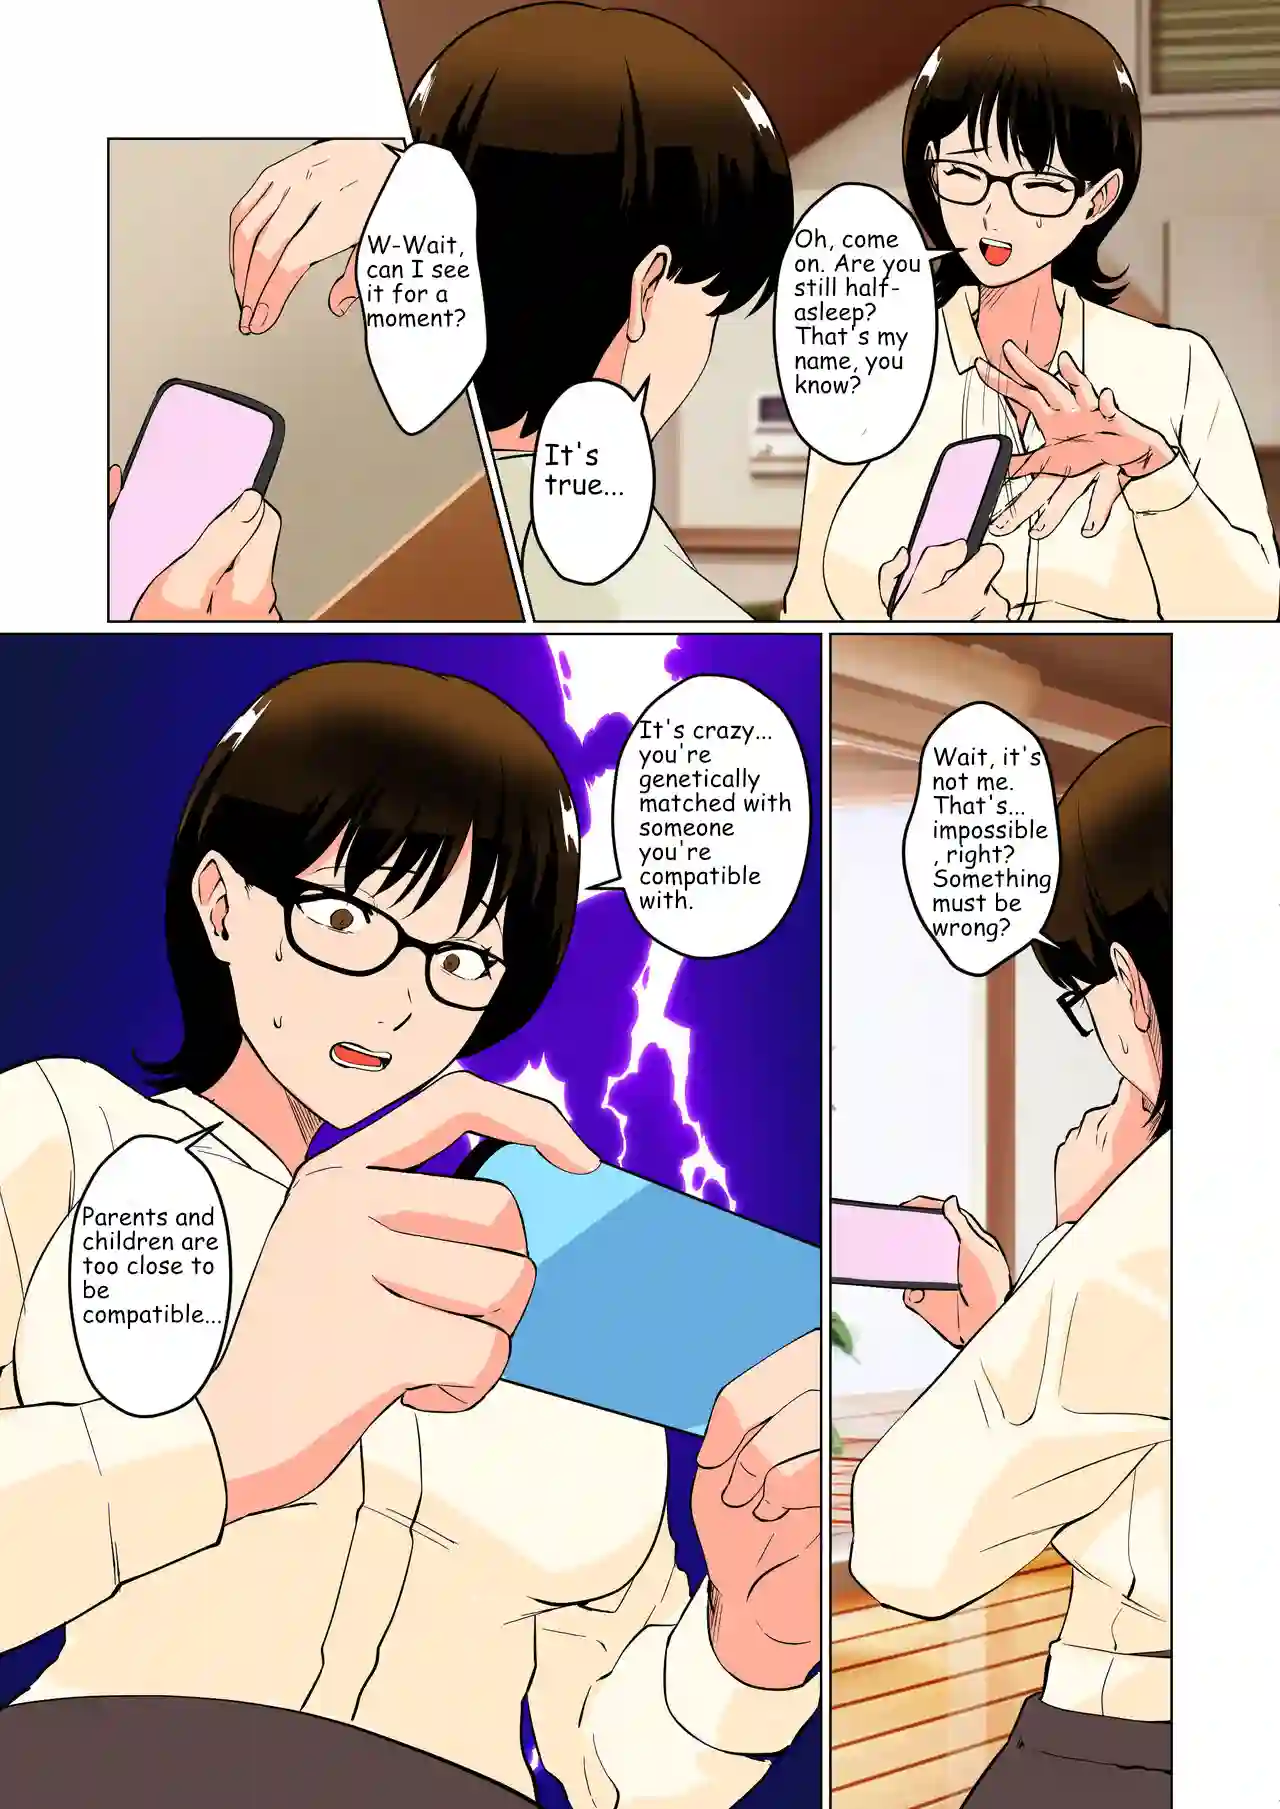 Oh, come
on. Are you
still half-
asleep?
That's my
name, you
know?
It's
true...
W-Wait,
can I see
it for a
moment?
Wait, it's
not me.
That's...
impossible
, right?
Something
must be
wrong?
It's crazy...
you're
genetically
matched with
someone
you're
compatible
with.
Parents and
children are
too close to
be
compatible...